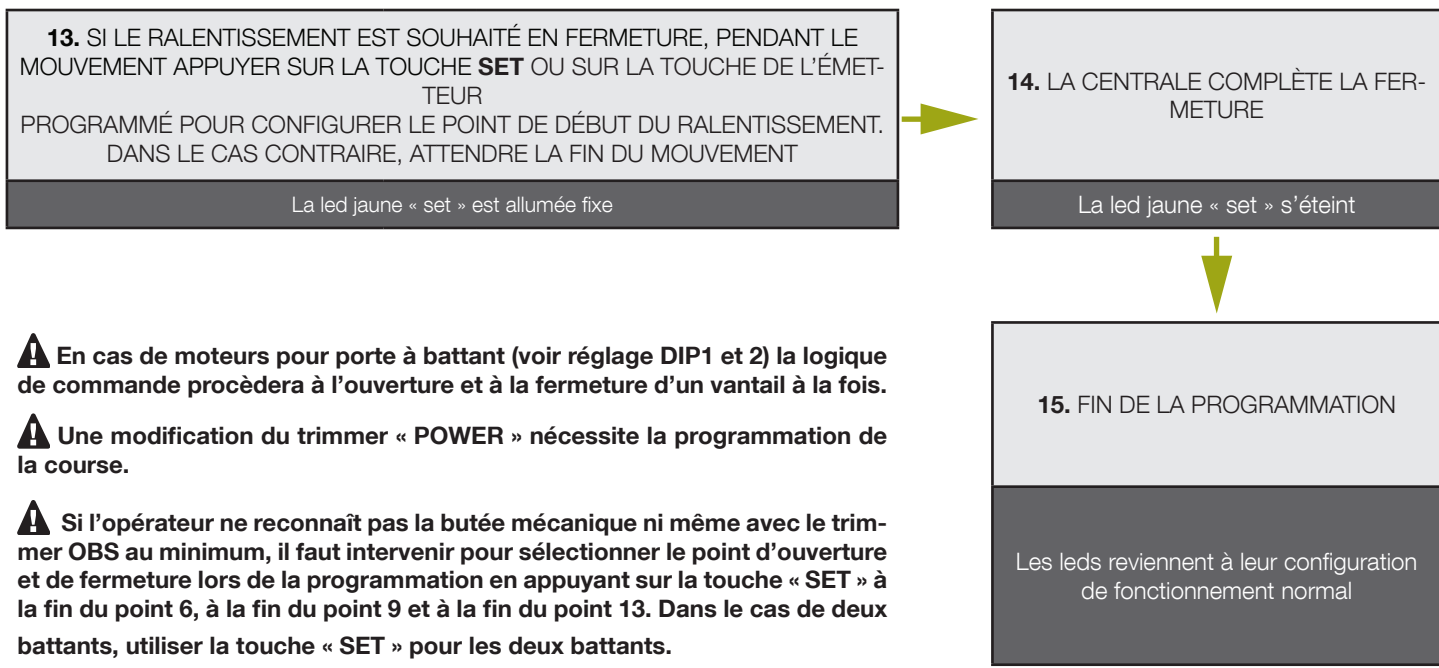 13. SI LE RALENTISSEMENT EST SOUHAITÉ EN FERMETURE, PENDANT LE
MOUVEMENT APPUYER SUR LA TOUCHE SET OU SUR LA TOUCHE DE L'ÉMET-
TEUR
PROGRAMMÉ POUR CONFIGURER LE POINT DE DÉBUT DU RALENTISSEMENT.
DANS LE CAS CONTRAIRE, ATTENDRE LA FIN DU MOUVEMENT
La led jaune « set » est allumée fixe
14. LA CENTRALE COMPLÈTE LA FER-
METURE
La led jaune « set » s'éteint
15. FIN DE LA PROGRAMMATION
Les leds reviennent à leur configuration
de fonctionnement normal
En cas de moteurs pour porte à battant (voir réglage DIP1 et 2) la logique
de commande procèdera à l'ouverture et à la fermeture d'un vantail à la fois.
Une modification du trimmer « POWER » nécessite la programmation de
la course.
Si l'opérateur ne reconnaît pas la butée mécanique ni même avec le trim-
mer OBS au minimum, il faut intervenir pour sélectionner le point d'ouverture
et de fermeture lors de la programmation en appuyant sur la touche « SET » à
la fin du point 6, à la fin du point 9 et à la fin du point 13. Dans le cas de deux
battants, utiliser la touche « SET » pour les deux battants.